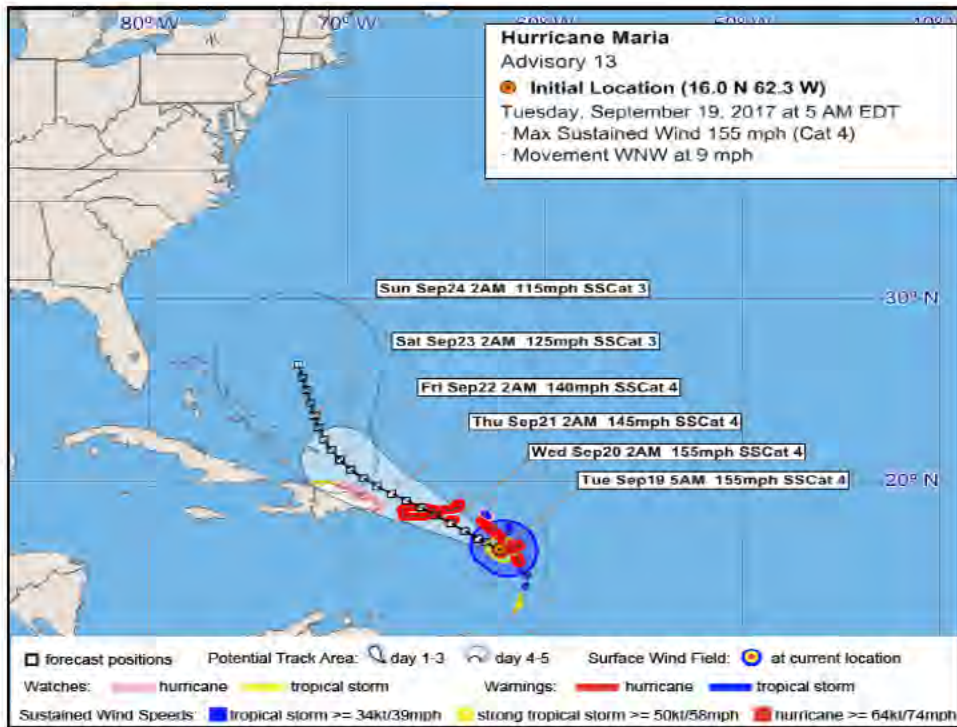 80° W 70° W 60° W 50° W 40° W
Hurricane Maria
Advisory 13
Initial Location (16.0 N 62.3 W)
Tuesday, September 19, 2017 at 5 AM EDT
· Max Sustained Wind 155 mph (Cat 4)
· Movement WNW at 9 mph
Sun Sep24 2AM 115mph SSCat 3
30° N
Sat Sep23 2AM 125mph SSCat 3
Fri Sep22 2AM 140mph SSCat 4
Thu Sep21 2AM 145mph SSCat 4
Wed Sep20 2AM 155mph SSCat 4
Tue Sep19 5AM 155mph SSCat 4
20° N
forecast positions Potential Track Area: day 1-3 day 4-5 Surface Wind Field: at current location
Watches: hurricane tropical storm Warnings: hurricane tropical storm
Sustained Wind Speeds: tropical storm >= 34kt/39mph strong tropical storm >= 50kt/58mph hurricane >= 64kt/74mph